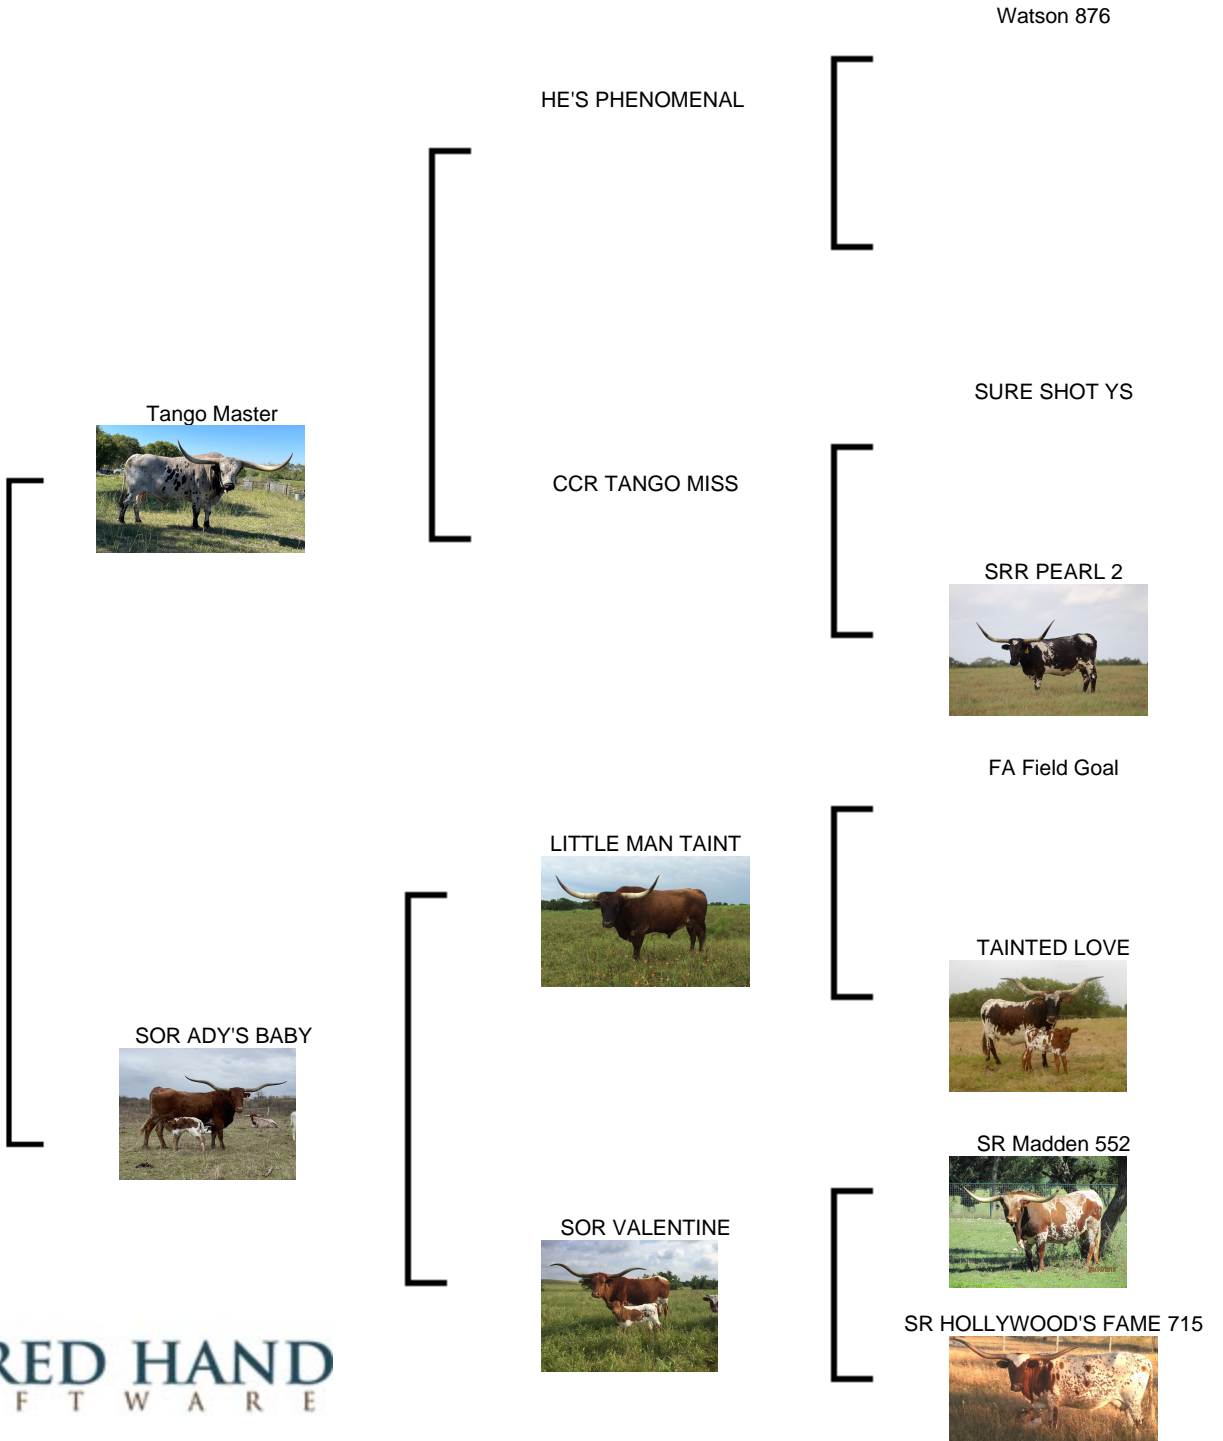 Watson 876
HE'S PHENOMENAL
SURE SHOT YS
Tango Master
CCR TANGO MISS
SRR PEARL 2
FA Field Goal
LITTLE MAN TAINT
TAINTED LOVE
SOR ADY'S BABY
SR Madden 552
SOR VALENTINE
SR HOLLYWOOD'S FAME 715
RED HAND
F T W A R E